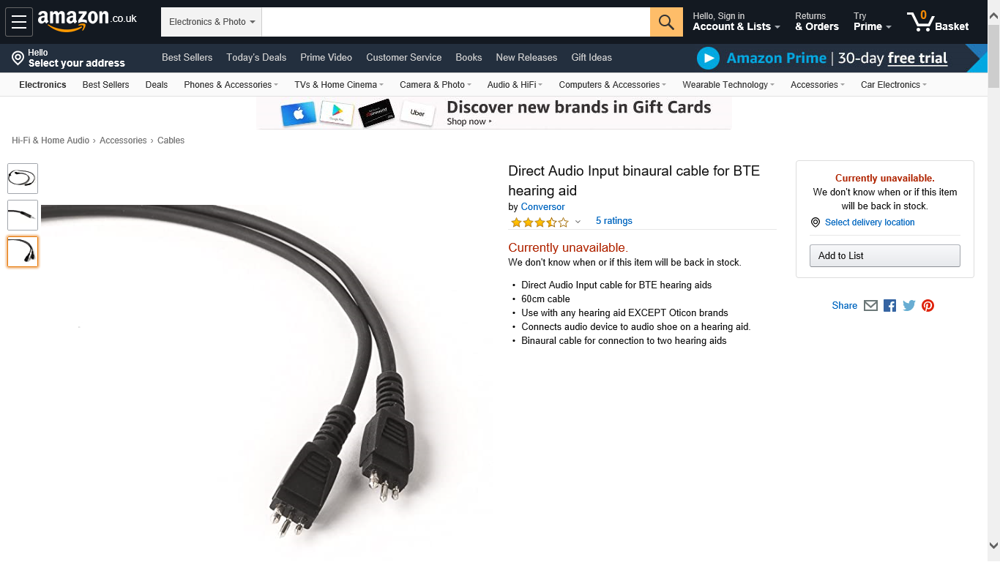 amazon.co.uk
Electronics & Photo
Hello, Sign in
Account & Lists
Returns
& Orders
Try
Prime
0
Basket
Hello
Select your address
Best Sellers
Today's Deals
Prime Video
Customer Service
Books
New Releases
Gift Ideas
Amazon Prime | 30-day free trial
Electronics
Best Sellers
Deals
Phones & Accessories
TVs & Home Cinema
Camera & Photo
Audio & HiFi
Computers & Accessories
Wearable Technology
Accessories
Car Electronics
Google Play
cineworld
Uber
Discover new brands in Gift Cards
Shop now
Hi-Fi & Home Audio › Accessories › Cables
Direct Audio Input binaural cable for BTE
hearing aid
by Conversor
5 ratings
Currently unavailable.
We don't know when or if this item will be back in stock.
• Direct Audio Input cable for BTE hearing aids
• 60cm cable
• Use with any hearing aid EXCEPT Oticon brands
• Connects audio device to audio shoe on a hearing aid.
• Binaural cable for connection to two hearing aids
Currently unavailable.
We don't know when or if this item
will be back in stock.
Select delivery location
Add to List
Share